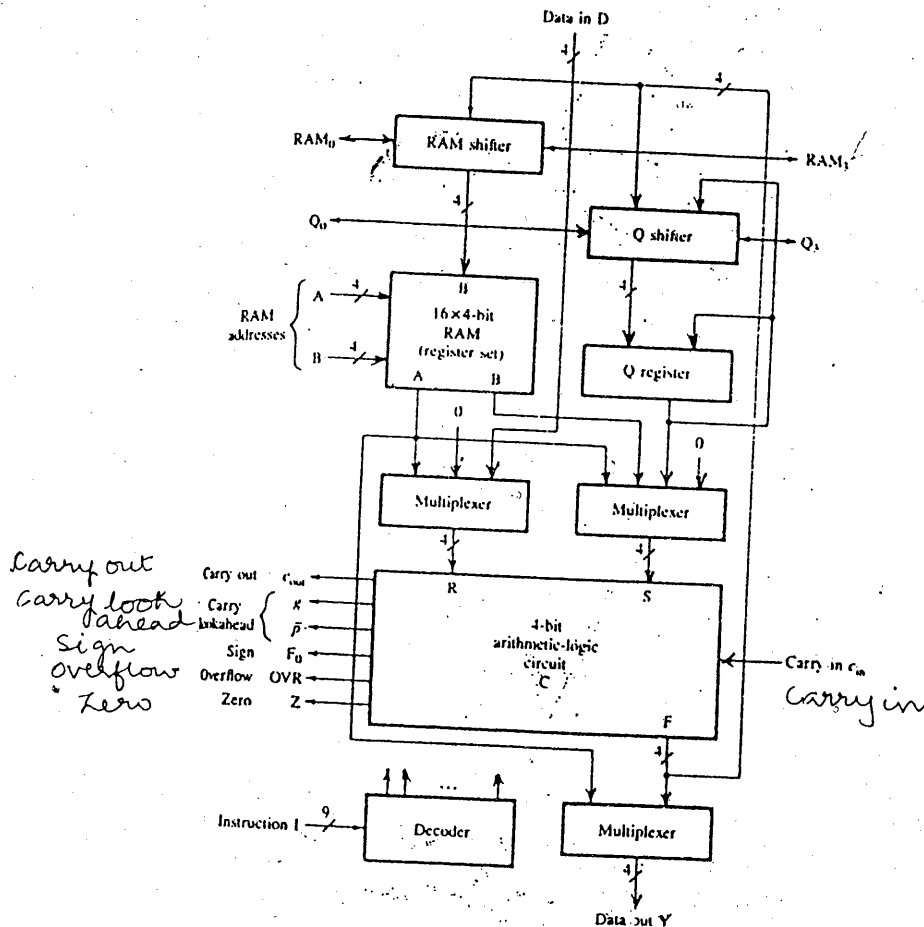 Data in D
4
4
RAM₀
RAM shifter
RAM₃
4
Q₀
Q shifter
Q₃
4
RAM
addresses
A
4
B
4
B
16×4-bit
RAM
(register set)
A
B
Q register
0
0
Multiplexer
Multiplexer
4
4
Carry out
Carry look
ahead
Sign
Overflow
Zero
Carry out cout
Carry
lookahead
g
p̄
Sign F₀
Overflow OVR
Zero Z
R
S
4-bit
arithmetic-logic
circuit
C
F
Carry-in cin
Carry in
4
Instruction I
9
...
Decoder
Multiplexer
4
Data out Y